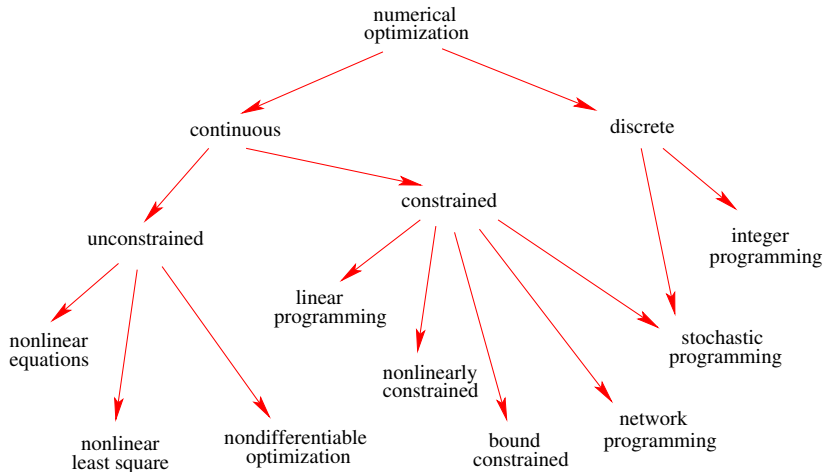 numerical
optimization
continuous
discrete
constrained
unconstrained
integer
programming
linear
programming
nonlinear
equations
stochastic
programming
nonlinearly
constrained
network
programming
nonlinear
least square
nondifferentiable
optimization
bound
constrained